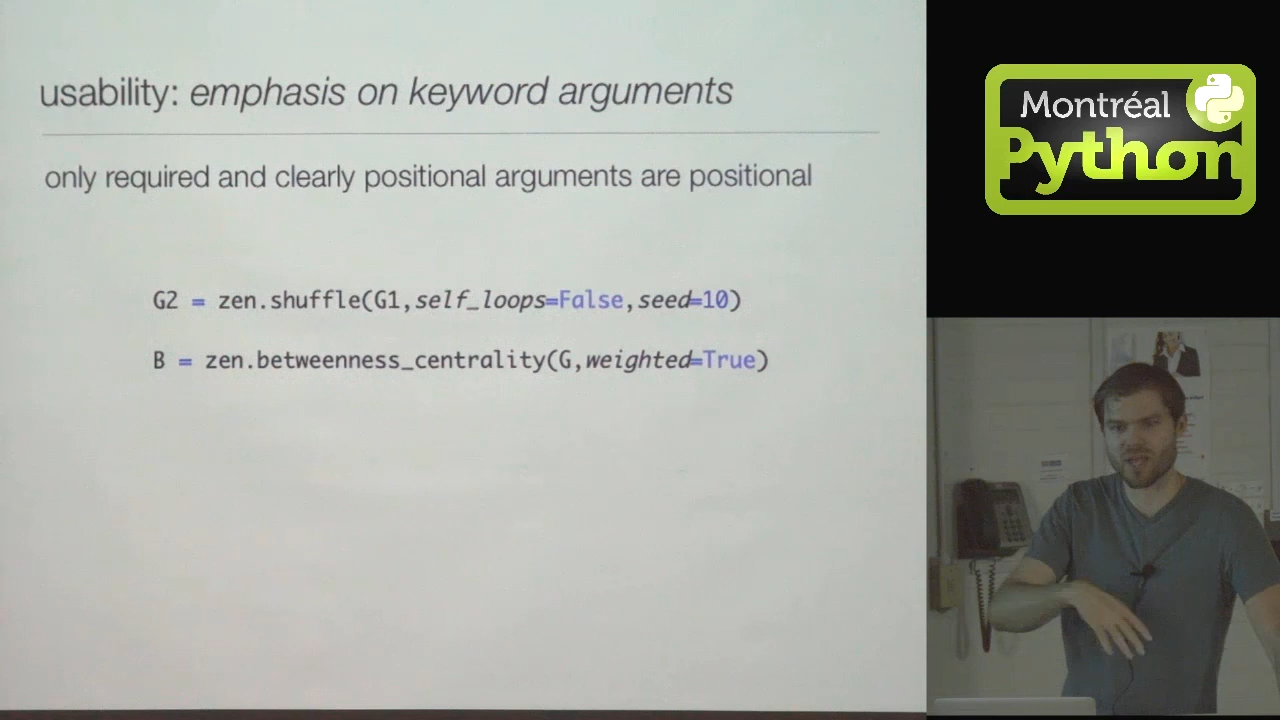 usability: emphasis on keyword arguments
only required and clearly positional arguments are positional
G2 = zen.shuffle(G1,self_loops=False,seed=10)
B = zen.betweenness_centrality(G,weighted=True)
Montréal
Python